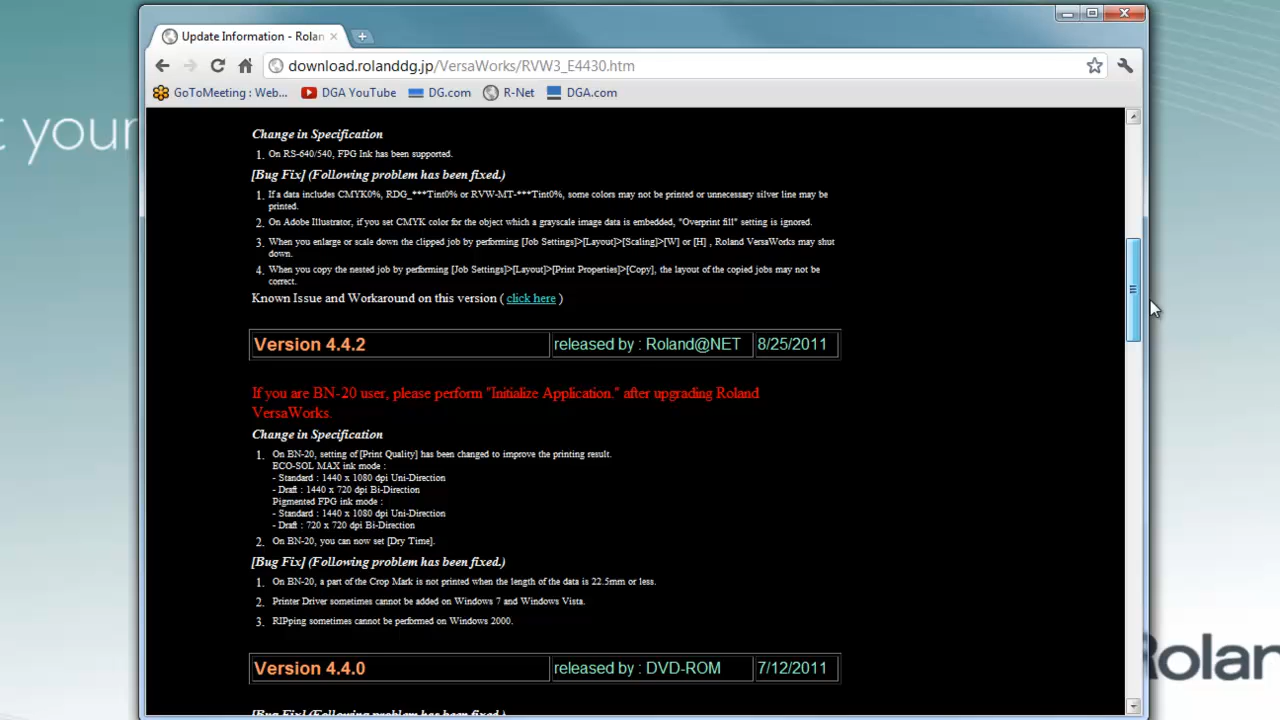 Update Information - Rolan
download.rolanddg.jp/VersaWorks/RVW3_E4430.htm
GoToMeeting : Web... DGA YouTube DG.com R-Net DGA.com
t your
Change in Specification
1. On RS-640/540, FPG Ink has been supported.
[Bug Fix] (Following problem has been fixed.)
1. If a data includes CMYK0%, RDG_***Tint0% or RVW-MT-***Tint0%, some colors may not be printed or unnecessary silver line may be
printed.
2. On Adobe Illustrator, if you set CMYK color for the object which a grayscale image data is embedded, "Overprint fill" setting is ignored.
3. When you enlarge or scale down the clipped job by performing [Job Settings]>[Layout]>[Scaling]>[W] or [H] , Roland VersaWorks may shut
down.
4. When you copy the nested job by performing [Job Settings]>[Layout]>[Print Properties]>[Copy], the layout of the copied jobs may not be
correct.
Known Issue and Workaround on this version ( click here )
Version 4.4.2 released by : Roland@NET 8/25/2011
If you are BN-20 user, please perform "Initialize Application." after upgrading Roland
VersaWorks.
Change in Specification
1. On BN-20, setting of [Print Quality] has been changed to improve the printing result.
ECO-SOL MAX ink mode :
- Standard : 1440 x 1080 dpi Uni-Direction
- Draft : 1440 x 720 dpi Bi-Direction
Pigmented FPG ink mode :
- Standard : 1440 x 1080 dpi Uni-Direction
- Draft : 720 x 720 dpi Bi-Direction
2. On BN-20, you can now set [Dry Time].
[Bug Fix] (Following problem has been fixed.)
1. On BN-20, a part of the Crop Mark is not printed when the length of the data is 22.5mm or less.
2. Printer Driver sometimes cannot be added on Windows 7 and Windows Vista.
3. RIPping sometimes cannot be performed on Windows 2000.
Rolan
Version 4.4.0 released by : DVD-ROM 7/12/2011
[Bug Fix] (Following problem has been fixed.)